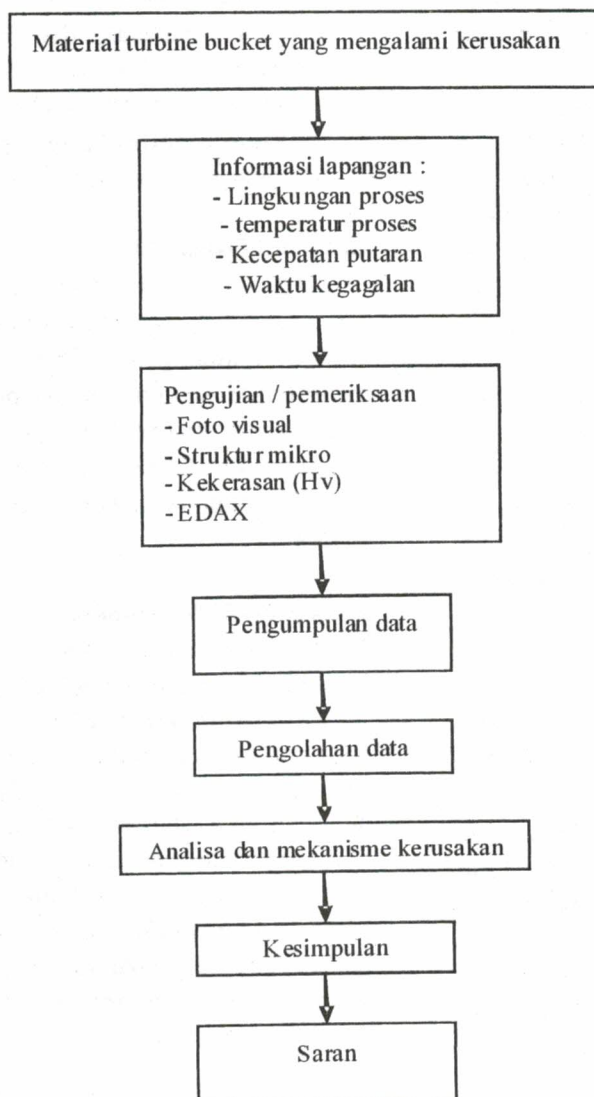 Material turbine bucket yang mengalami kerusakan
Informasi lapangan :
- Lingkungan proses
- temperatur proses
- Kecepatan putaran
- Waktu kegagalan
Pengujian / pemeriksaan
-Foto visual
-Struktur mikro
-Kekerasan (Hv)
-EDAX
Pengumpulan data
Pengolahan data
Analisa dan mekanisme kerusakan
Kesimpulan
Saran